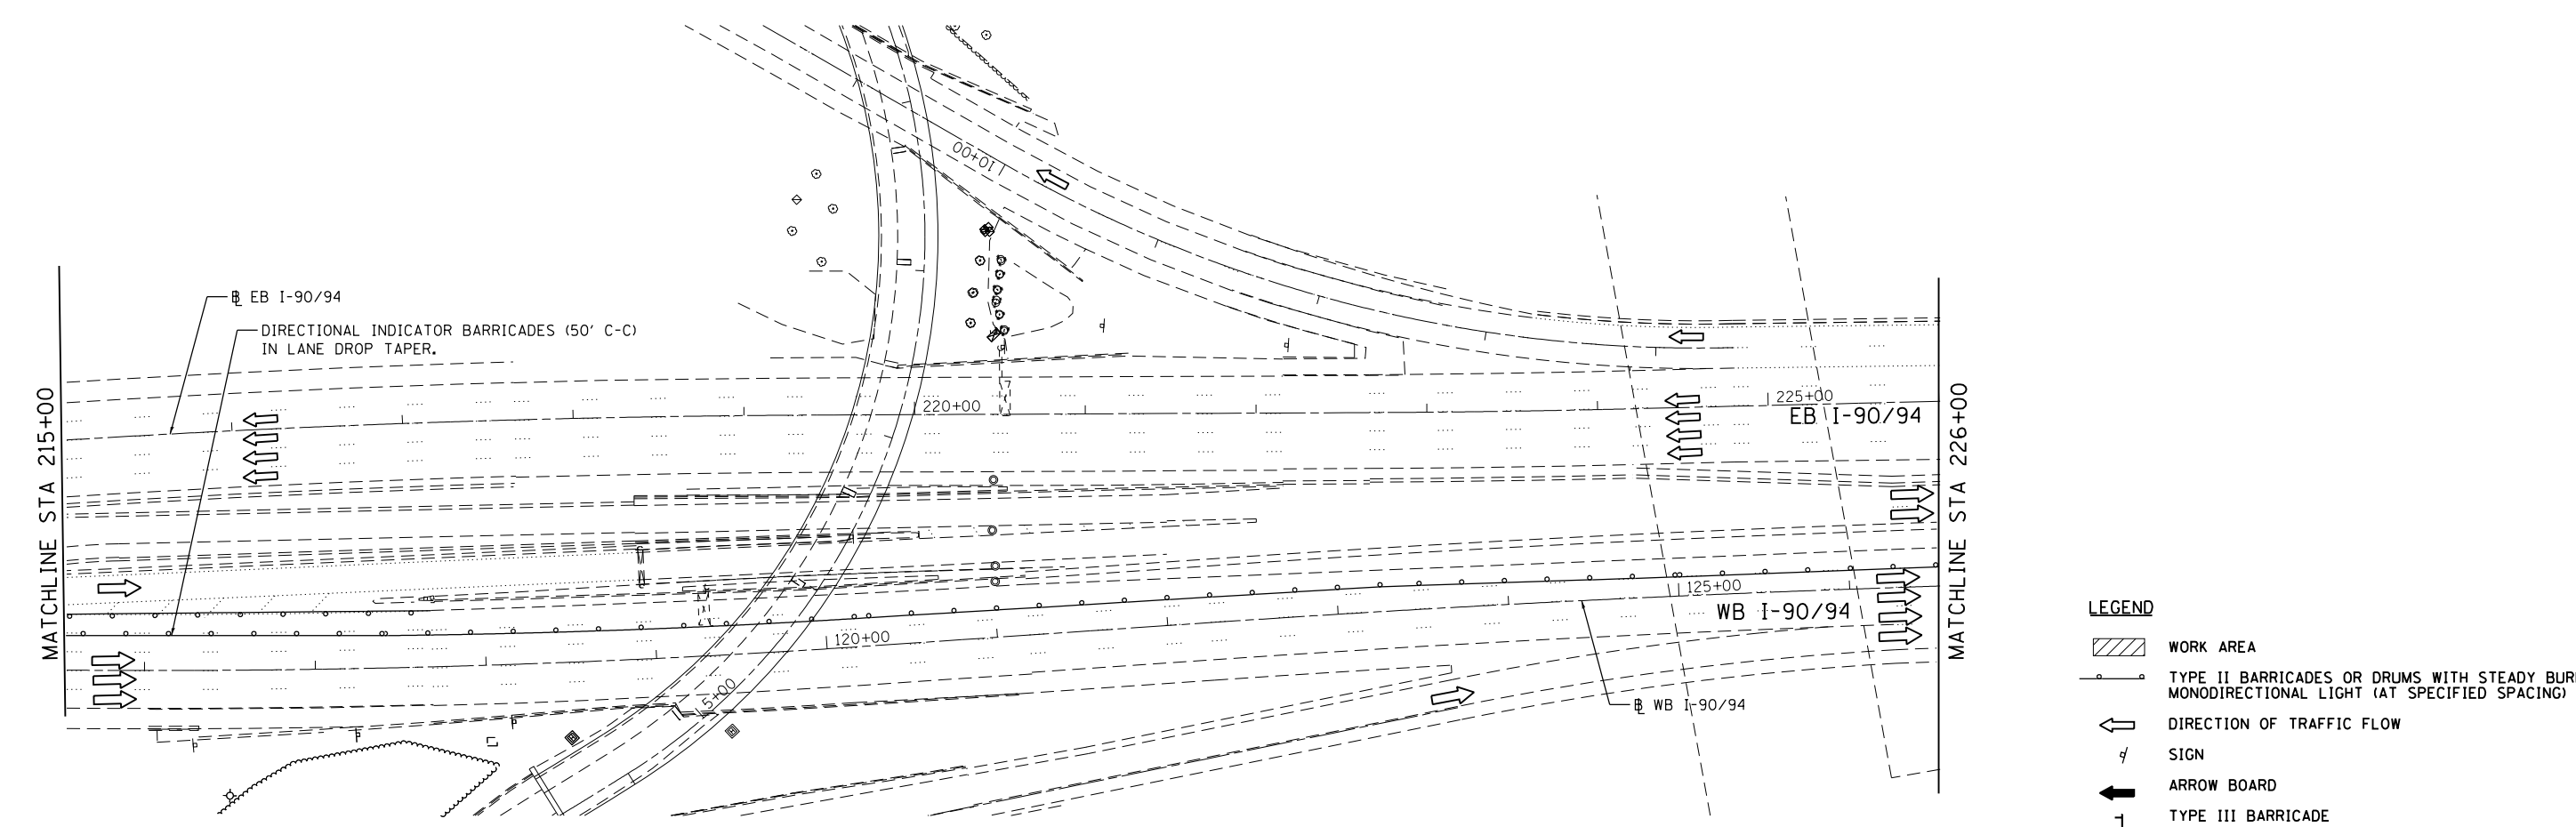 10+00
℄ EB I-90/94
DIRECTIONAL INDICATOR BARRICADES (50' C-C)
IN LANE DROP TAPER.
MATCHLINE STA 215+00
220+00
225+00
EB I-90/94
MATCHLINE STA 226+00
125+00
WB I-90/94
120+00
15+00
℄ WB I-90/94
LEGEND
WORK AREA
TYPE II BARRICADES OR DRUMS WITH STEADY BUR
MONODIRECTIONAL LIGHT (AT SPECIFIED SPACING)
DIRECTION OF TRAFFIC FLOW
SIGN
ARROW BOARD
TYPE III BARRICADE